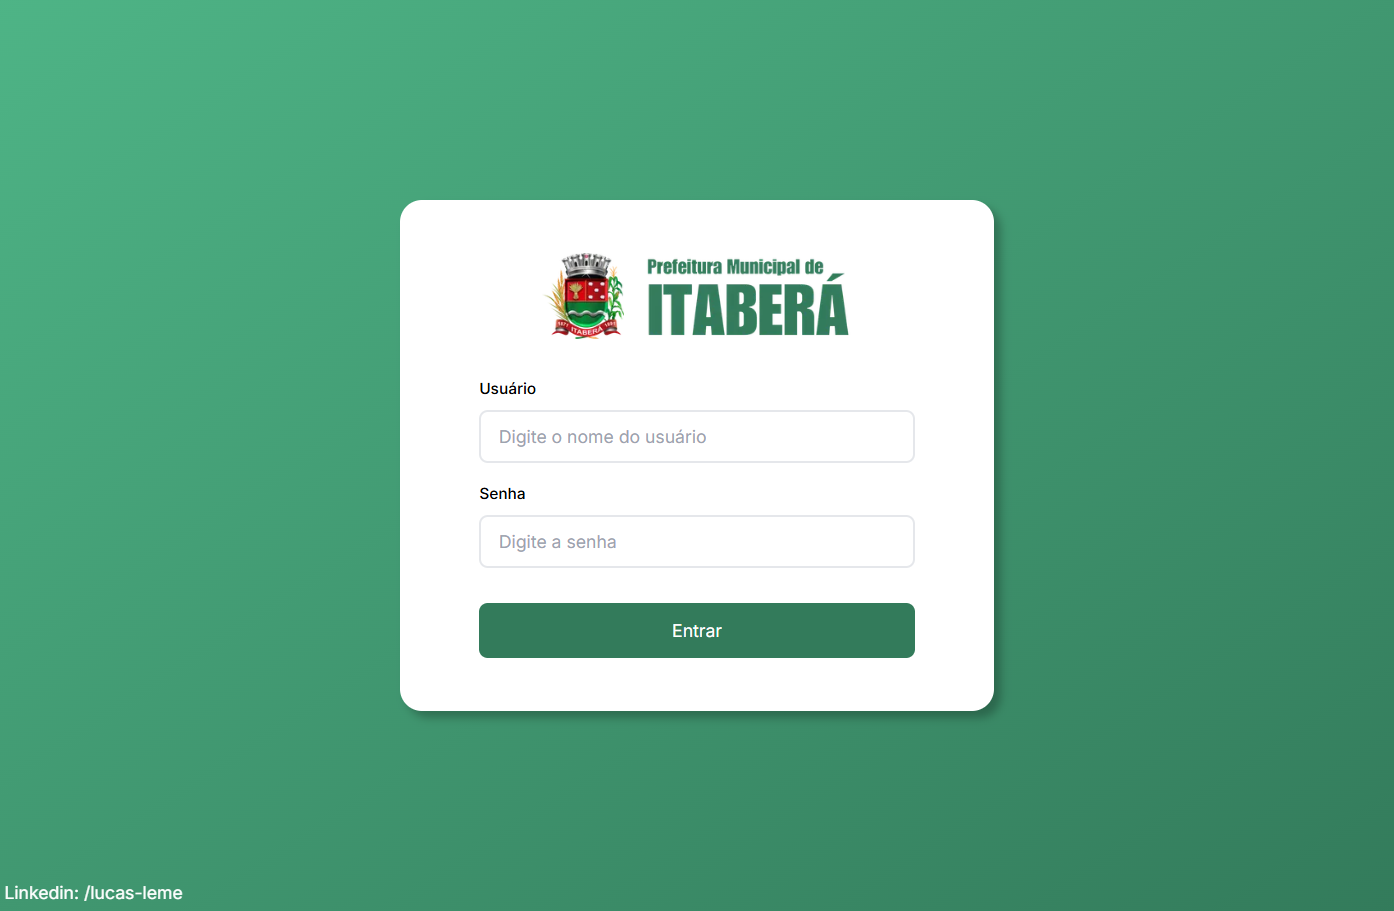 Prefeitura Municipal de
ITABERÁ
ITABERÁ
Usuário
Digite o nome do usuário
Senha
Digite a senha
Entrar
Linkedin: /lucas-leme